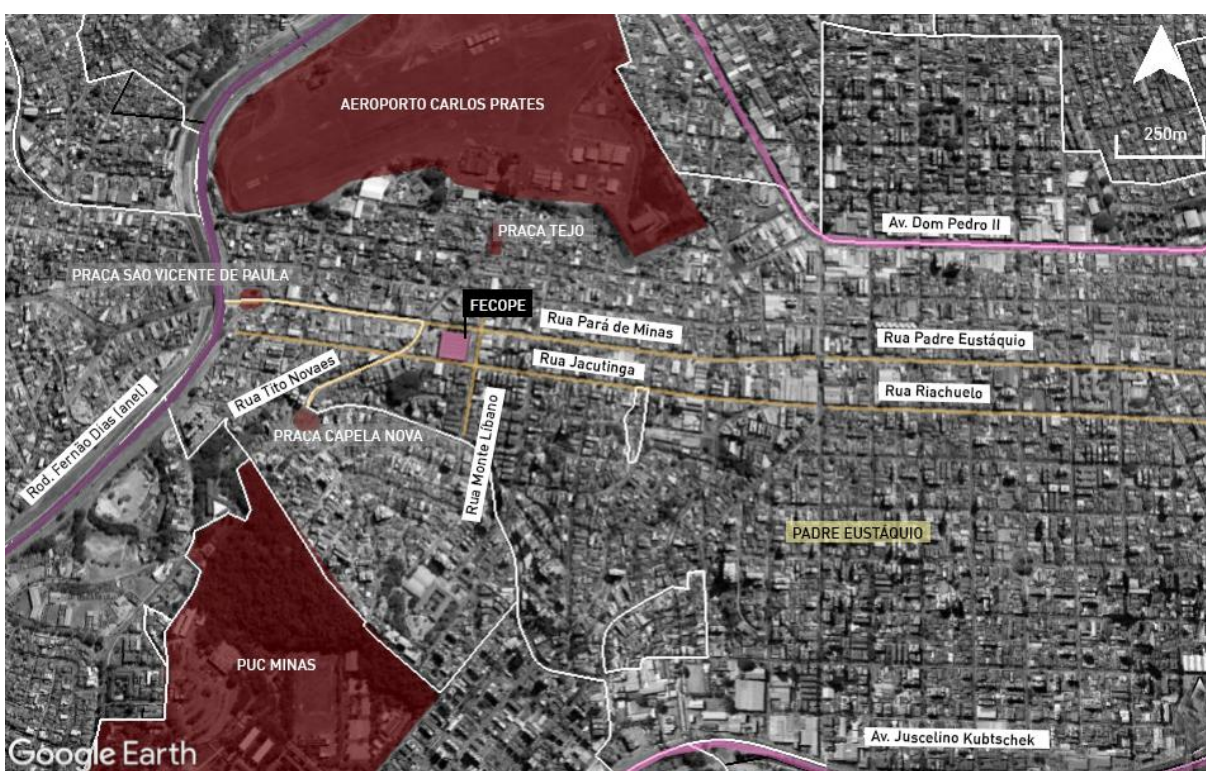 AEROPORTO CARLOS PRATES
250m
Av. Dom Pedro II
PRAÇA TEJO
PRAÇA SÃO VICENTE DE PAULA
FECOPE
Rua Pará de Minas
Rua Padre Eustáquio
Rua Jacutinga
Rua Riachuelo
Rua Tito Novaes
Rod. Fernão Dias (anel)
PRAÇA CAPELA NOVA
Rua Monte Líbano
PADRE EUSTÁQUIO
PUC MINAS
Av. Juscelino Kubtschek
Google Earth